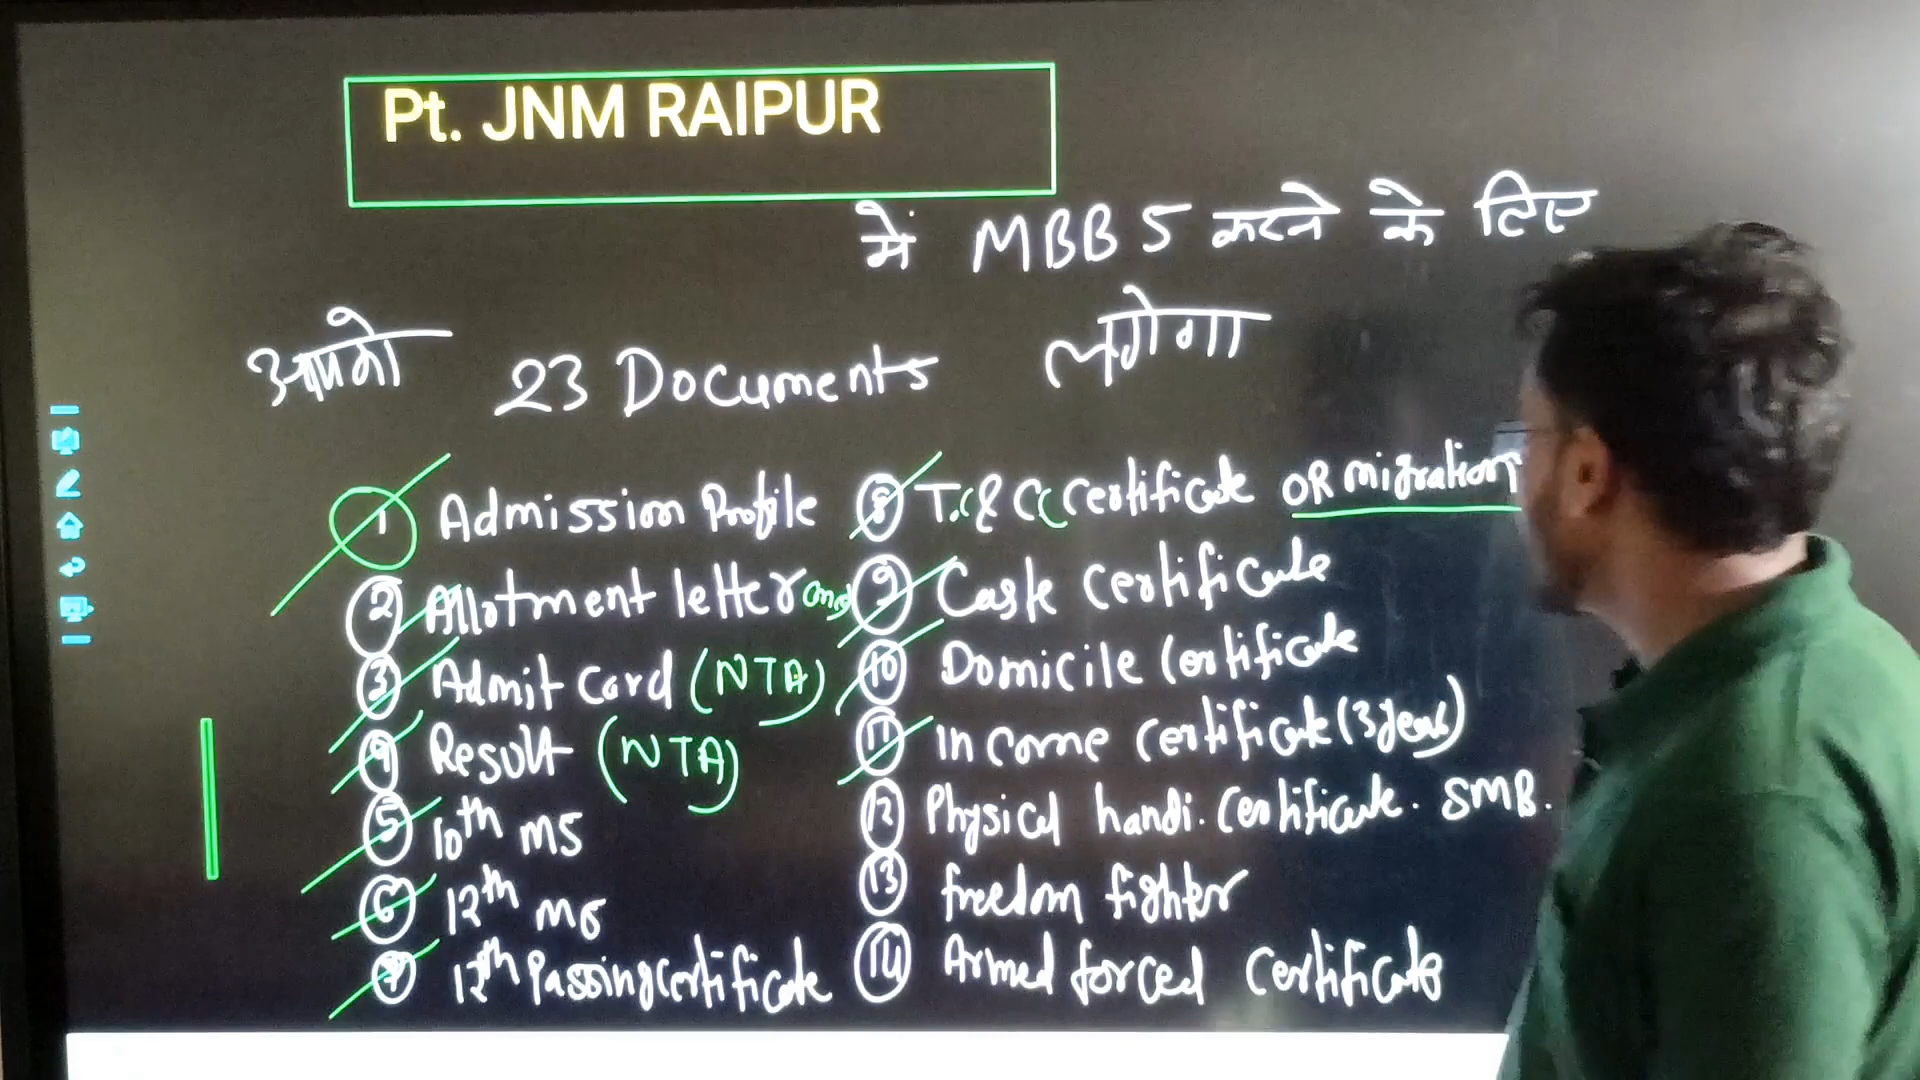 Pt. JNM RAIPUR
में MBBS करने के लिए
आपको 23 Documents लगेगा
1 Admission Profile
2 Allotment letter
3 Admit Card (NTA)
4 Result (NTA)
5 10th MS
6 12th MS
7 12th Passing certificate
8 T.C & CC Certificate OR migration
9 Caste Certificate
10 Domicile Certificate
11 Income Certificate (3 year)
12 Physical handi. Certificate. SMB.
13 freedom fighter
14 Armed forced Certificate